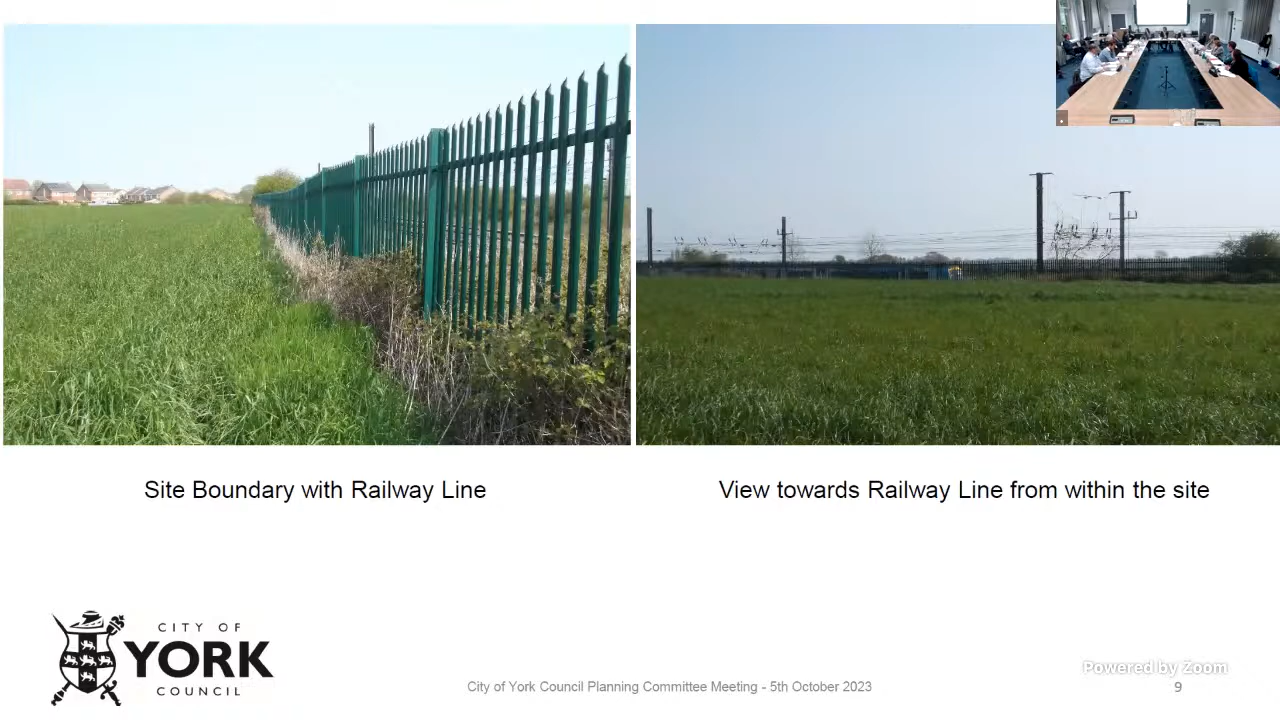 Site Boundary with Railway Line
View towards Railway Line from within the site
CITY OF
YORK
COUNCIL
City of York Council Planning Committee Meeting - 5th October 2023
Powered by Zoom
9